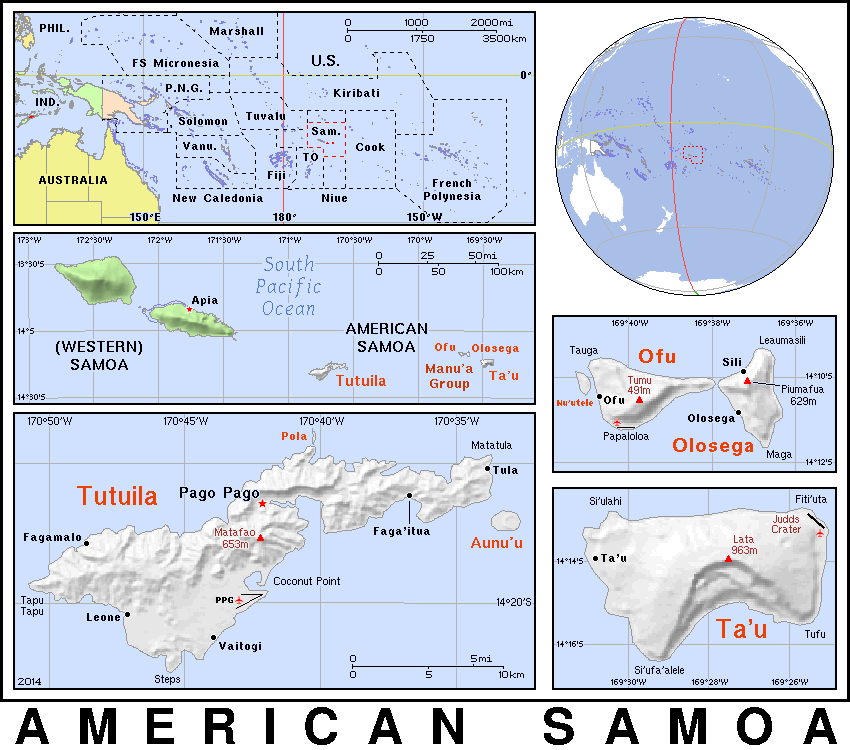 PHIL.
Marshall
0 1000 2000mi
0 1750 3500km
U.S.
FS Micronesia
0°
P.N.G.
Kiribati
IND.
Solomon
Tuvalu
Sam.
Vanu.
Cook
TO
AUSTRALIA
Fiji
French
Polynesia
New Caledonia
Niue
150°E
180°
150°W
173°W 172°30'W 172°W 171°30'W 171°W 170°30'W 170°W 169°30'W
13°30'S
0 25 50mi
0 50 100km
South
Pacific
Ocean
Apia
14°S
(WESTERN)
SAMOA
AMERICAN
SAMOA
Ofu
Olosega
Manu'a
Group
Ta'u
Tutuila
14°30'S
170°50'W 170°45'W 170°40'W 170°35'W
Pola
Matatula
Tula
Tutuila
Pago Pago
Faga'itua
Aunu'u
Fagamalo
Matafao
653m
Coconut Point
PPG
Tapu
Tapu
14°20'S
Leone
Vaitogi
Steps
0 5mi
0 5 10km
2014
169°40'W 169°38'W 169°36'W
Leaumasili
Tauga
Ofu
Sili
14°10'S
Tumu
491m
Piumafua
629m
Nu'utele
Ofu
Olosega
Papaloloa
Olosega
Maga
14°12'S
Si'ulahi
Fiti'uta
Judds
Crater
Lata
963m
Ta'u
14°14'S
Ta'u
Tufu
14°16'S
Si'ufa'alele
169°30'W 169°28'W 169°26'W
AMERICAN SAMOA